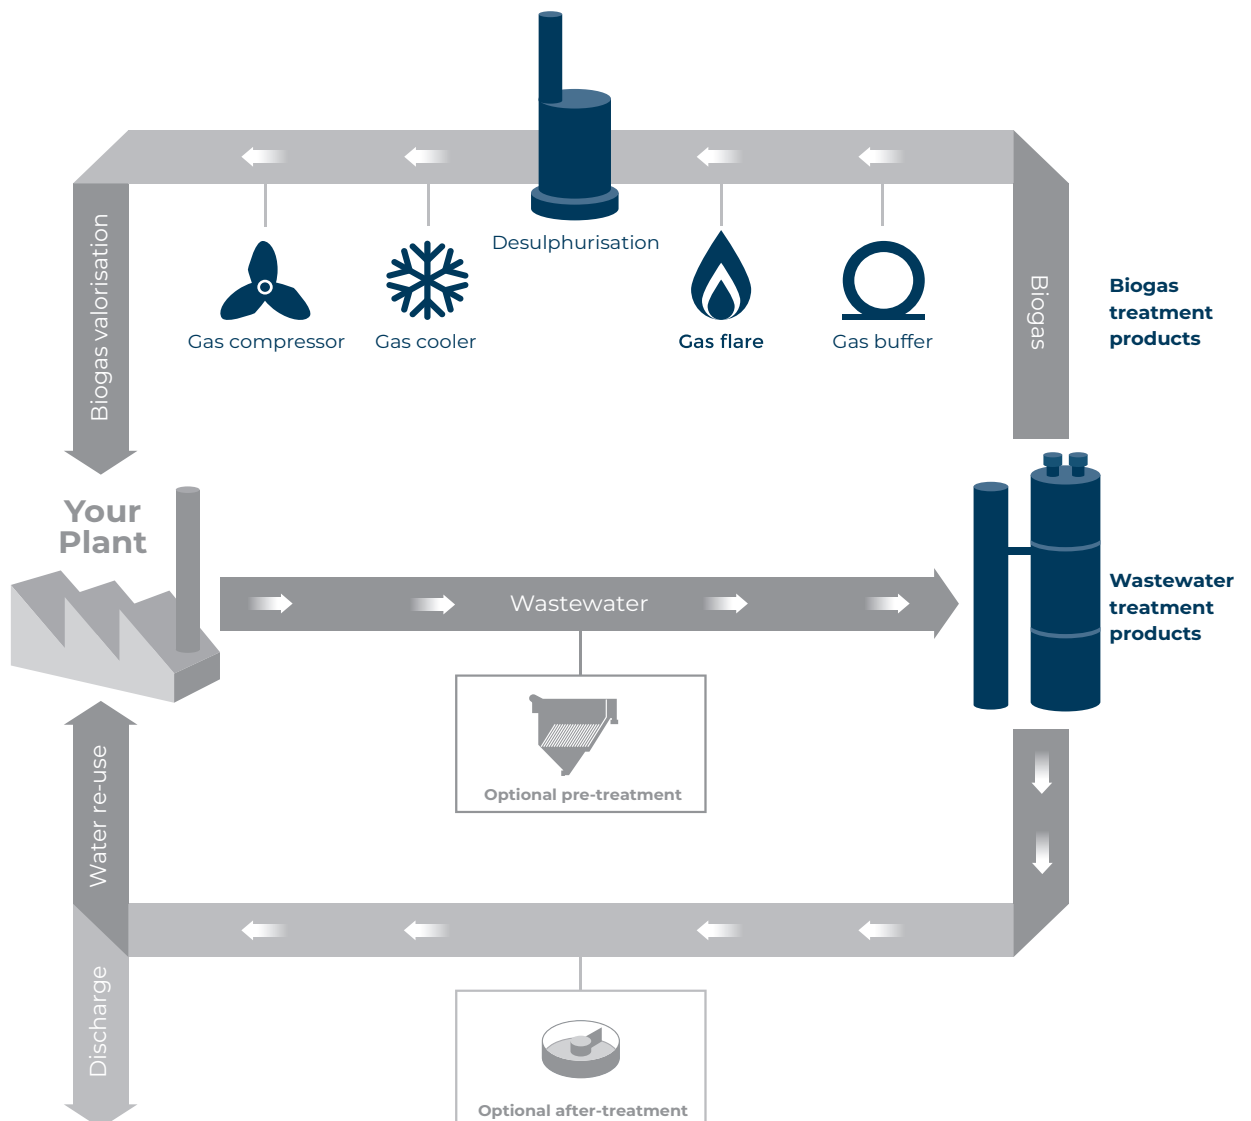 Desulphurisation
Biogas valorisation
Gas compressor
Gas cooler
Gas flare
Gas buffer
Biogas
Biogas
treatment
products
Your
Plant
Wastewater
Wastewater
treatment
products
Optional pre-treatment
Water re-use
Discharge
Optional after-treatment